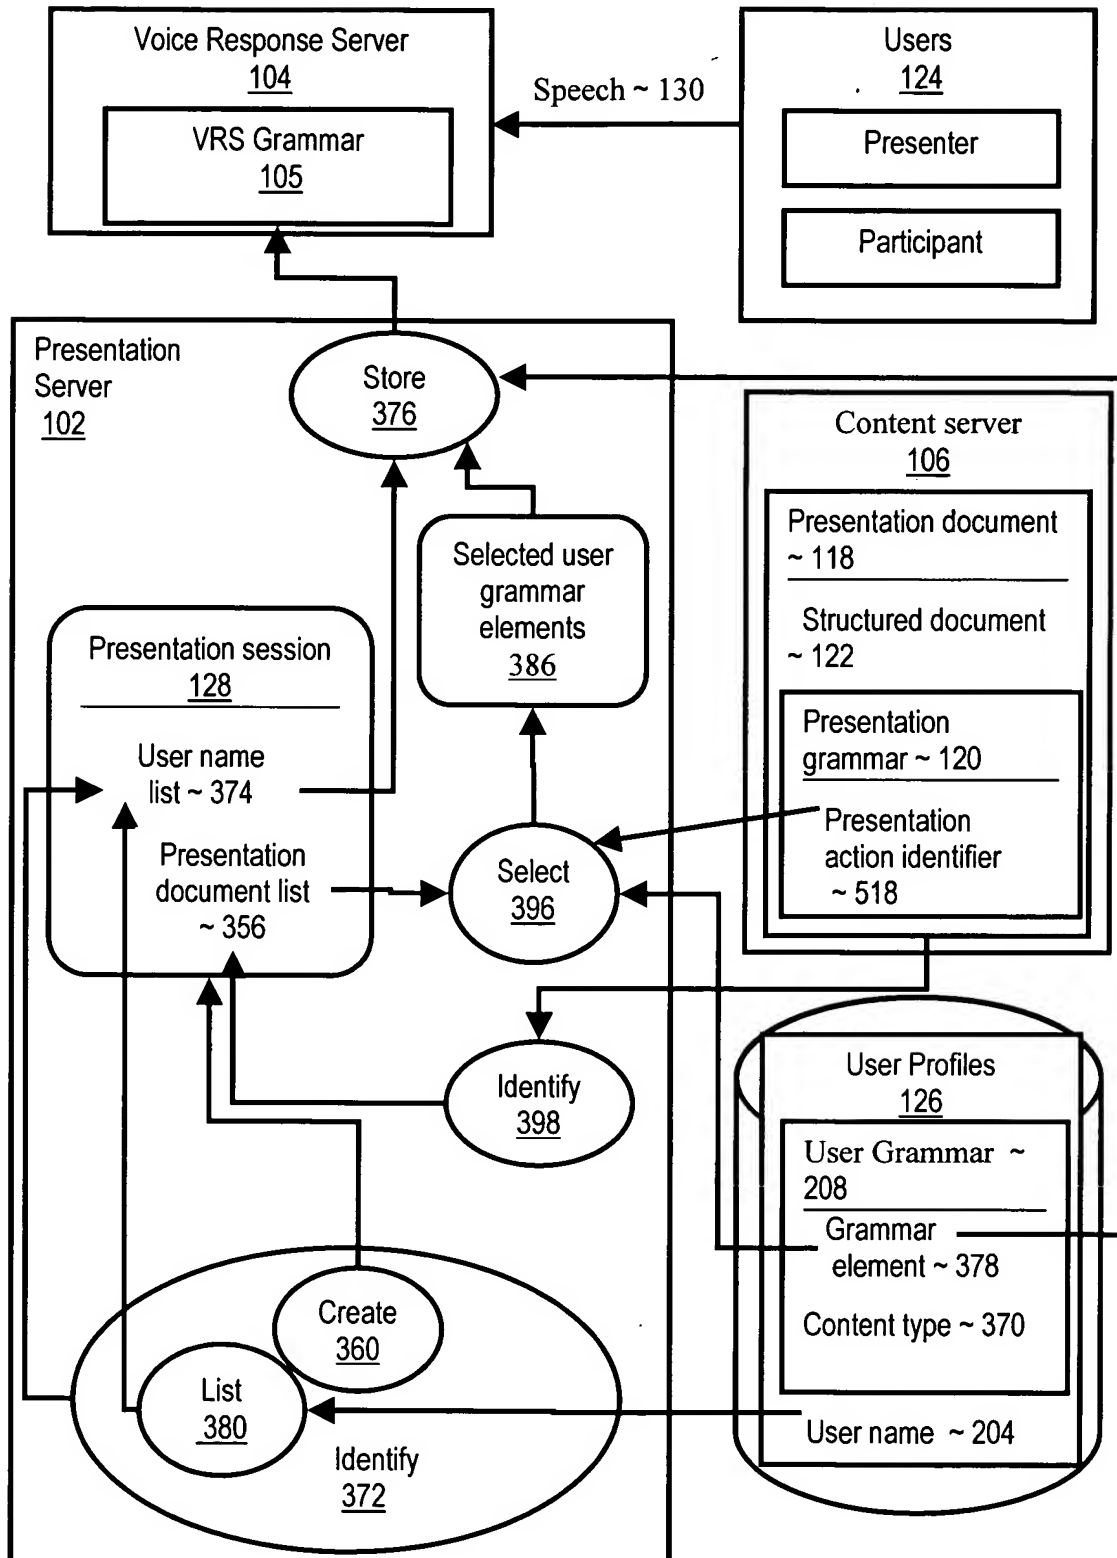 Voice Response Server
104
VRS Grammar
105
Speech ~ 130
Users
124
Presenter
Participant
Presentation
Server
102
Store
376
Selected user
grammar
elements
386
Content server
106
Presentation document
~ 118
Structured document
~ 122
Presentation
grammar ~ 120
Presentation
action identifier
~ 518
Presentation session
128
User name
list ~ 374
Presentation
document list
~ 356
Select
396
Identify
398
User Profiles
126
User Grammar ~
208
Grammar
element ~ 378
Content type ~ 370
User name ~ 204
Create
360
List
380
Identify
372